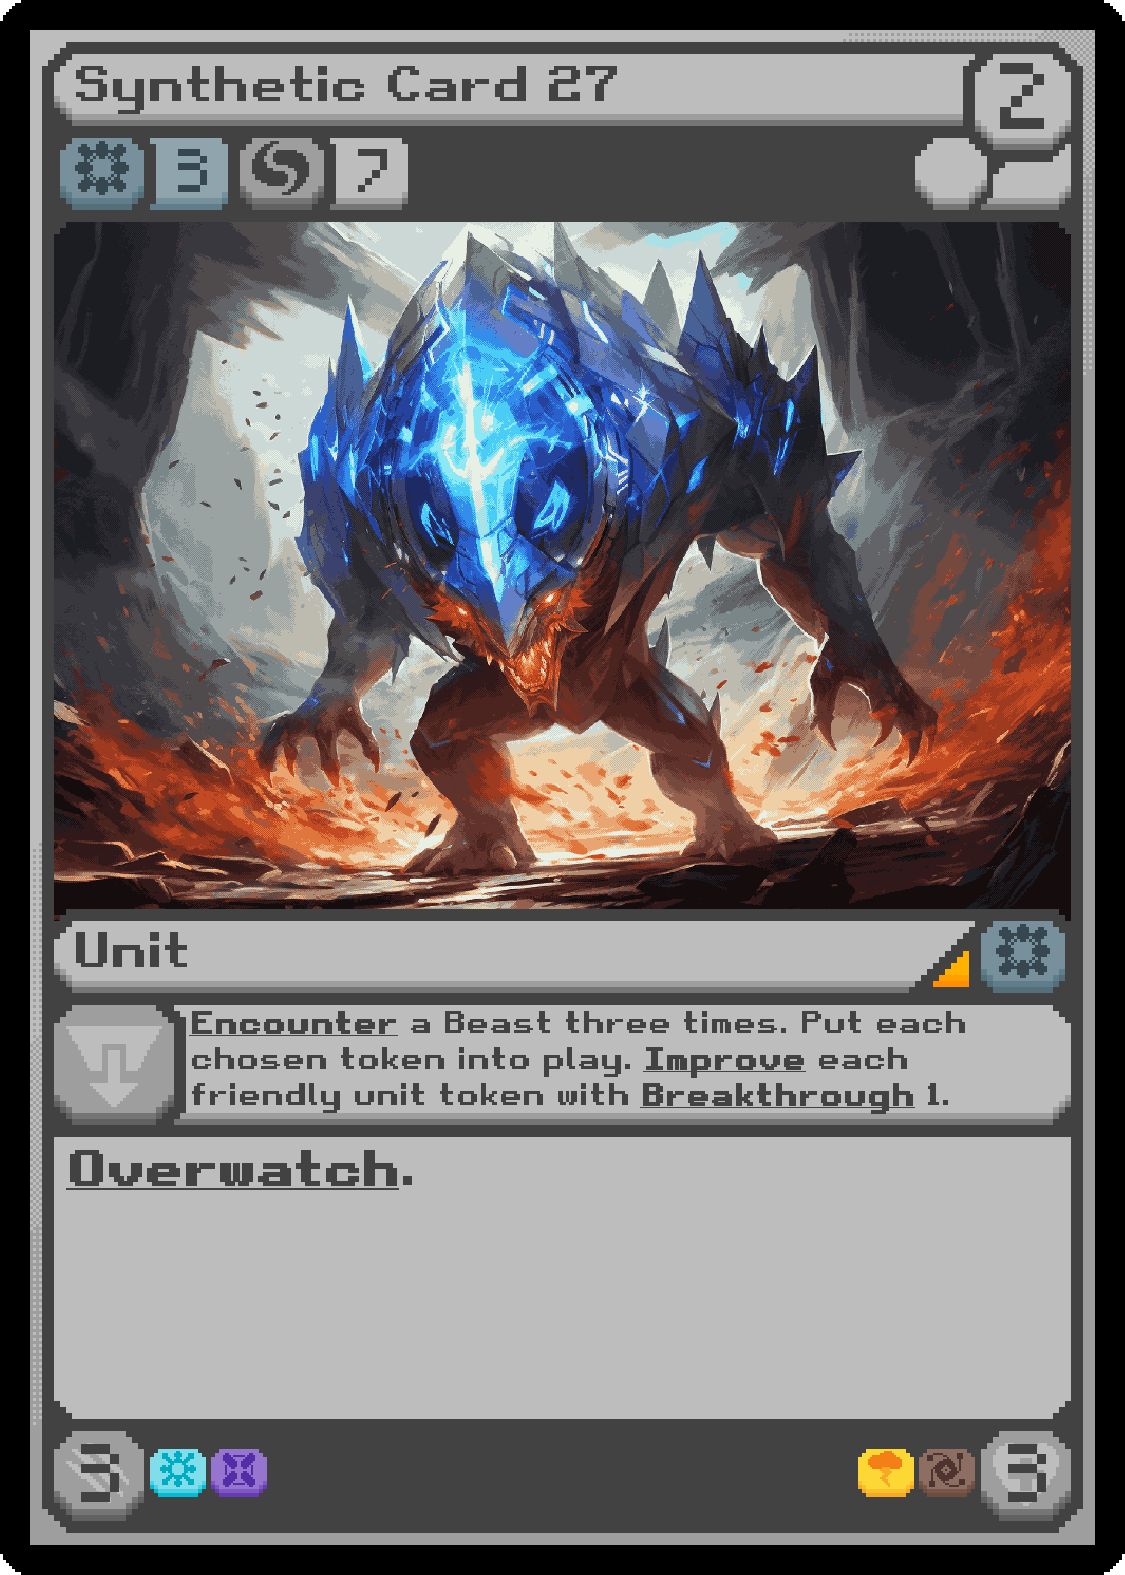 Synthetic Card 27
2
3 7
Unit
Encounter a Beast three times. Put each
chosen token into play. Improve each
friendly unit token with Breakthrough 1.
Overwatch.
3 3